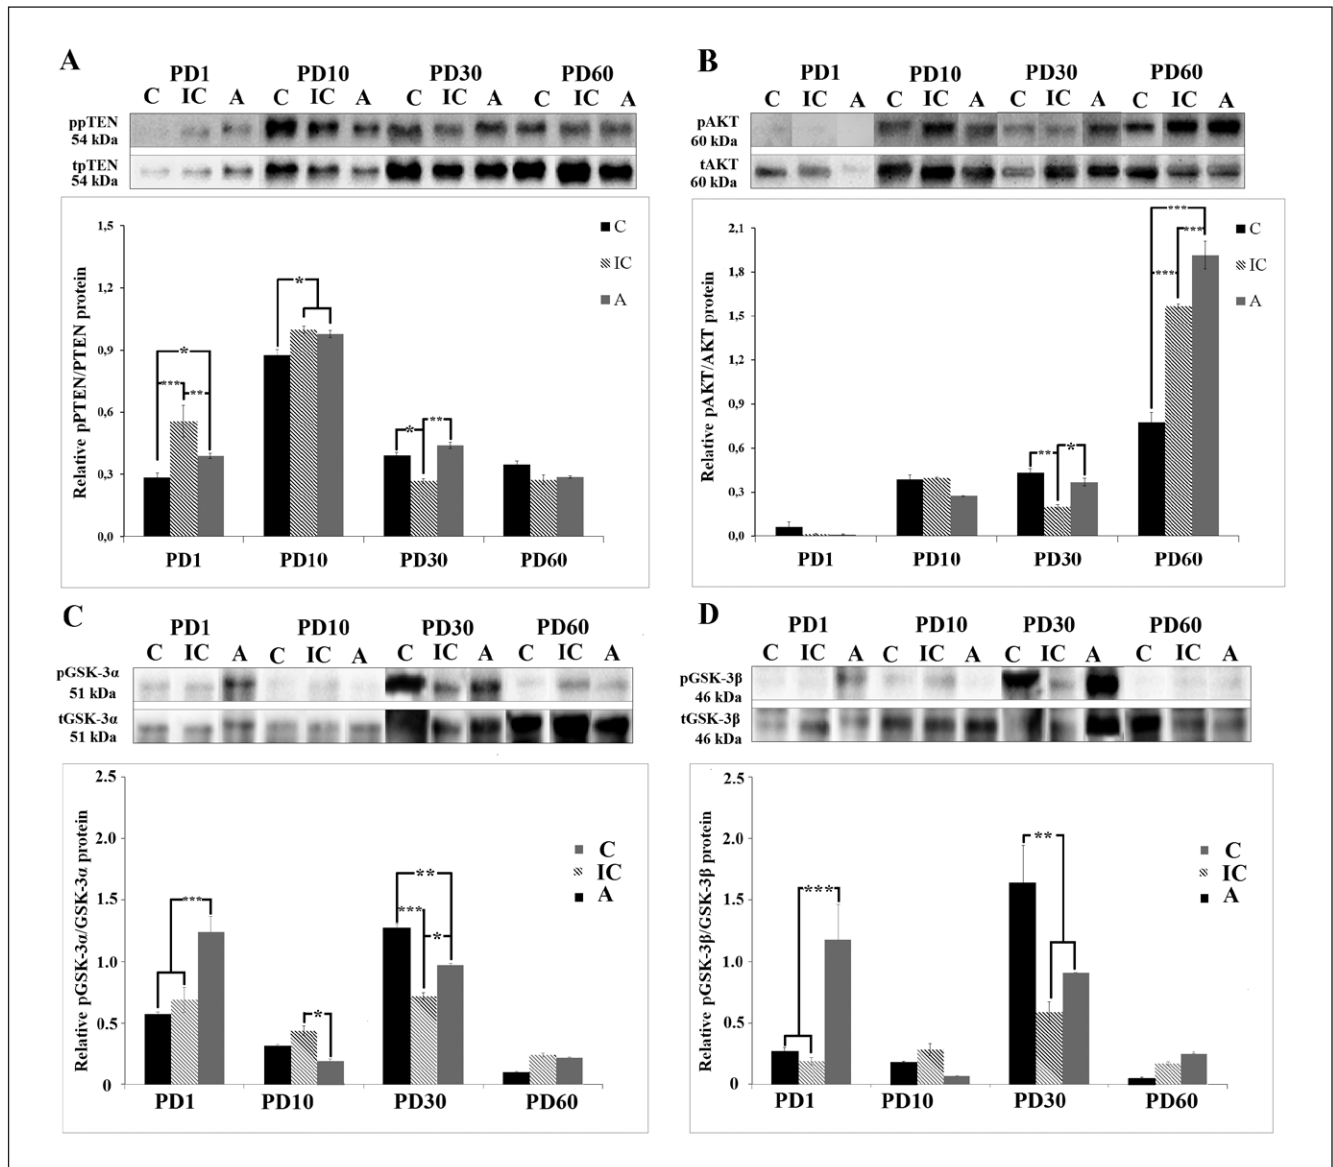 A
PD1 PD10 PD30 PD60
C IC A C IC A C IC A C IC A
ppTEN
54 kDa
tpTEN
54 kDa
Relative pPTEN/PTEN protein
1,5
1,2
0,9
0,6
0,3
0,0
* *** ** * * **
C
IC
A
PD1 PD10 PD30 PD60
B
PD1 PD10 PD30 PD60
C IC A C IC A C IC A C IC A
pAKT
60 kDa
tAKT
60 kDa
Relative pAKT/AKT protein
2,1
1,8
1,5
1,2
0,9
0,6
0,3
0,0
** * *** *** ***
C
IC
A
PD1 PD10 PD30 PD60
C
PD1 PD10 PD30 PD60
C IC A C IC A C IC A C IC A
pGSK-3α
51 kDa
tGSK-3α
51 kDa
Relative pGSK-3α/GSK-3α protein
2.5
2.0
1.5
1.0
0.5
0
*** * ** *** *
C
IC
A
PD1 PD10 PD30 PD60
D
PD1 PD10 PD30 PD60
C IC A C IC A C IC A C IC A
pGSK-3β
46 kDa
tGSK-3β
46 kDa
Relative pGSK-3β/GSK-3β protein
2.5
2.0
1.5
1.0
0.5
0
*** **
C
IC
A
PD1 PD10 PD30 PD60